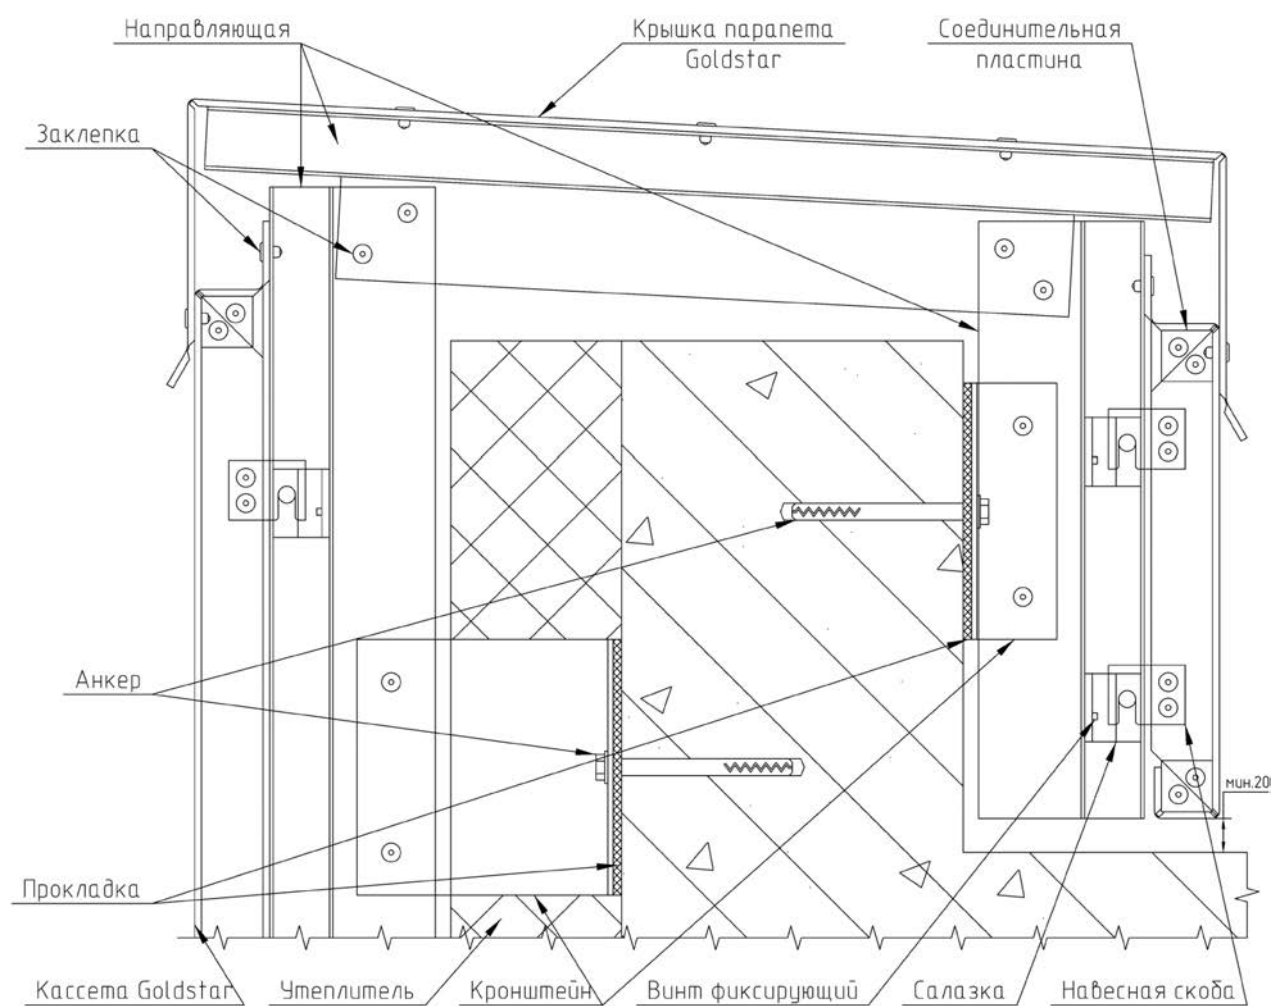 Направляющая
Крышка парапета
Goldstar
Соединительная
пластина
Заклепка
Анкер
мин.20
Прокладка
Кассета Goldstar
Утеплитель
Кронштейн
Винт фиксирующий
Салазка
Навесная скоба